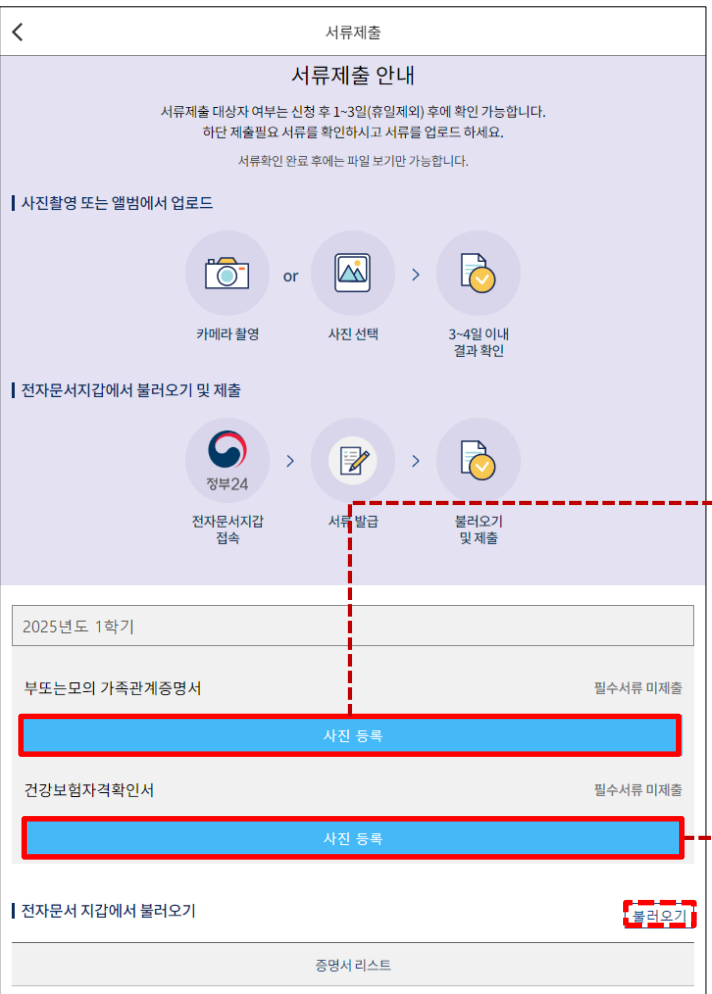 서류제출
서류제출 안내
서류제출 대상자 여부는 신청 후 1~3일(휴일제외) 후에 확인 가능합니다.
하단 제출필요 서류를 확인하시고 서류를 업로드 하세요.
서류확인 완료 후에는 파일 보기만 가능합니다.
사진촬영 또는 앨범에서 업로드
or
카메라 촬영
사진 선택
3~4일 이내
결과 확인
전자문서지갑에서 불러오기 및 제출
정부24
전자문서지갑
접속
서류 발급
불러오기
및 제출
2025년도 1학기
부또는모의 가족관계증명서 필수서류 미제출
사진 등록
건강보험자격확인서 필수서류 미제출
사진 등록
전자문서 지갑에서 불러오기 불러오기
증명서 리스트